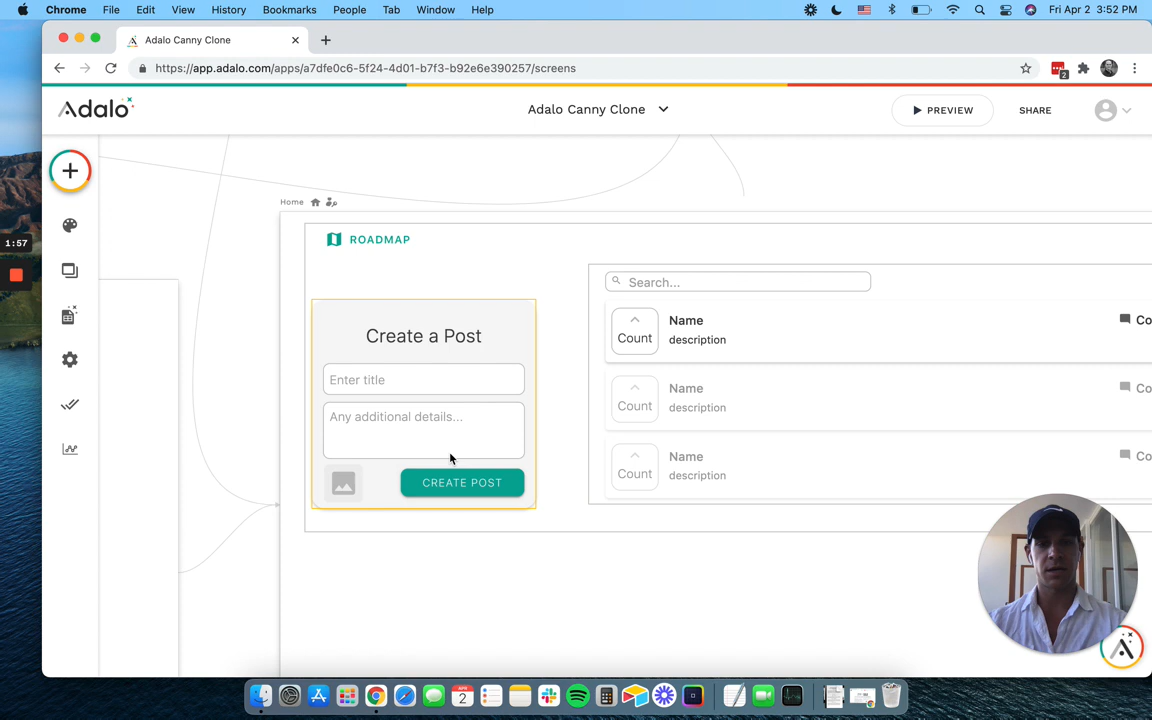 Chrome File Edit View History Bookmarks People Tab Window Help Fri Apr 2 3:52 PM
Adalo Canny Clone
https://app.adalo.com/apps/a7dfe0c6-5f24-4d01-b7f3-b92e6e390257/screens
2
Adalo
Adalo Canny Clone
PREVIEW
SHARE
Home
1:57
ROADMAP
Search...
Create a Post
Enter title
Any additional details...
CREATE POST
Count
Name
description
Co
Count
Name
description
Co
Count
Name
description
Co
APR
2